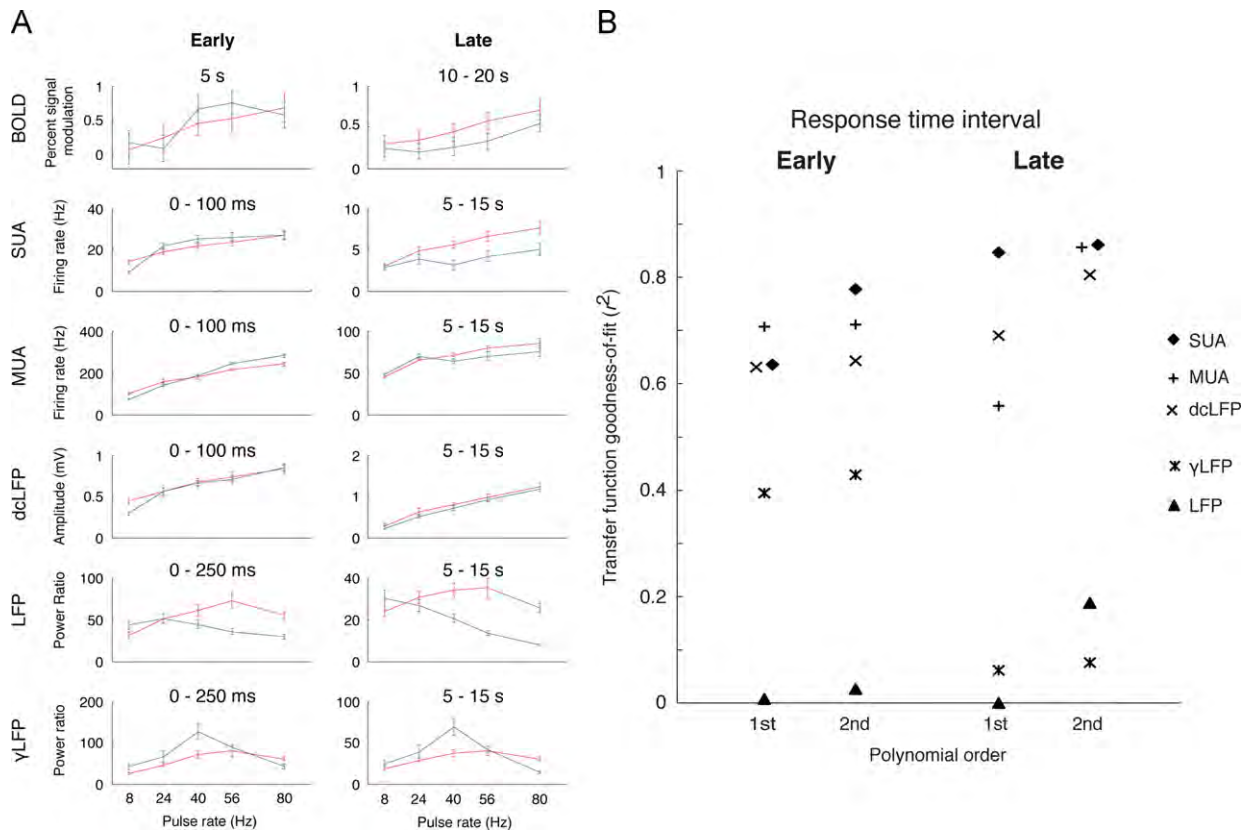 A
Early
Late
BOLD
Percent signal
modulation
5 s
1
0.5
0
10 - 20 s
1
0.5
0
SUA
Firing rate (Hz)
0 - 100 ms
40
20
0
5 - 15 s
10
5
0
MUA
Firing rate (Hz)
0 - 100 ms
400
200
0
5 - 15 s
100
50
0
dcLFP
Amplitude (mV)
0 - 100 ms
1
0.5
0
5 - 15 s
2
1
0
LFP
Power Ratio
0 - 250 ms
100
50
0
5 - 15 s
40
20
0
γLFP
Power ratio
0 - 250 ms
200
100
0
5 - 15 s
100
50
0
8 24 40 56 80
Pulse rate (Hz)
8 24 40 56 80
Pulse rate (Hz)
B
Response time interval
Early Late
Transfer function goodness-of-fit (r²)
1
0.8
0.6
0.4
0.2
0
1st 2nd 1st 2nd
Polynomial order
SUA
MUA
dcLFP
γLFP
LFP